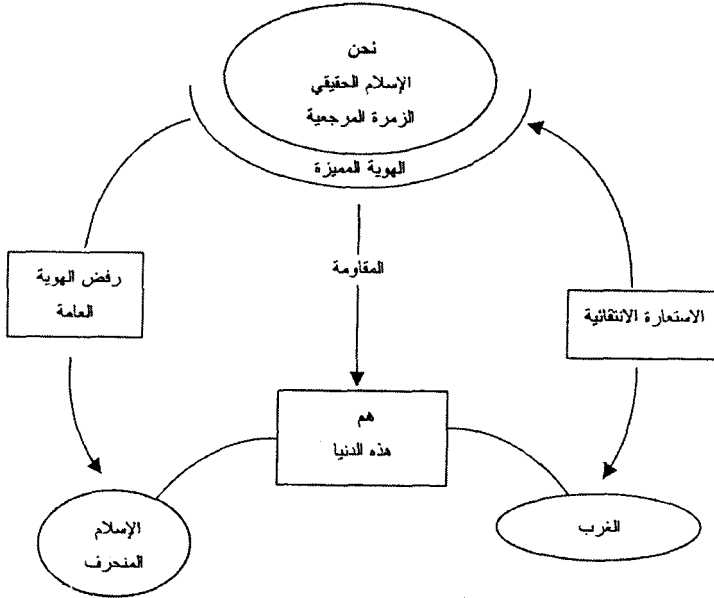 نحن
الإسلام الحقيقي
الزمرة المرجعية
الهوية المميزة
رفض الهوية
العامة
المقاومة
الاستعارة الانتقائية
هم
هذه الدنيا
الإسلام
المنحرف
الغرب